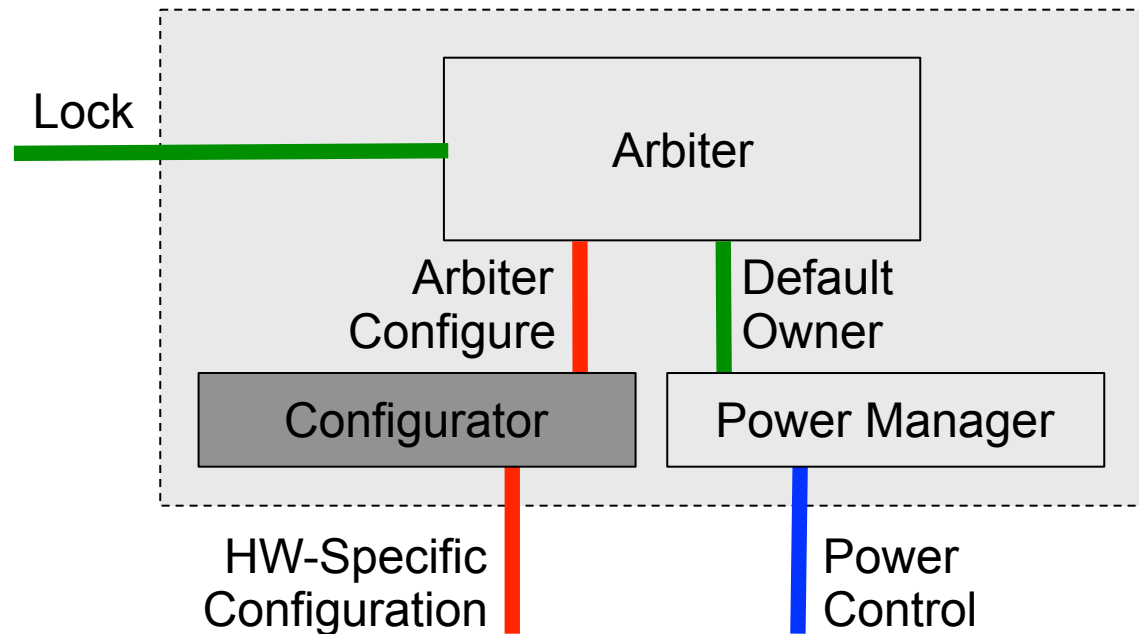 Lock
Arbiter
Arbiter
Configure
Default
Owner
Configurator
Power Manager
HW-Specific
Configuration
Power
Control